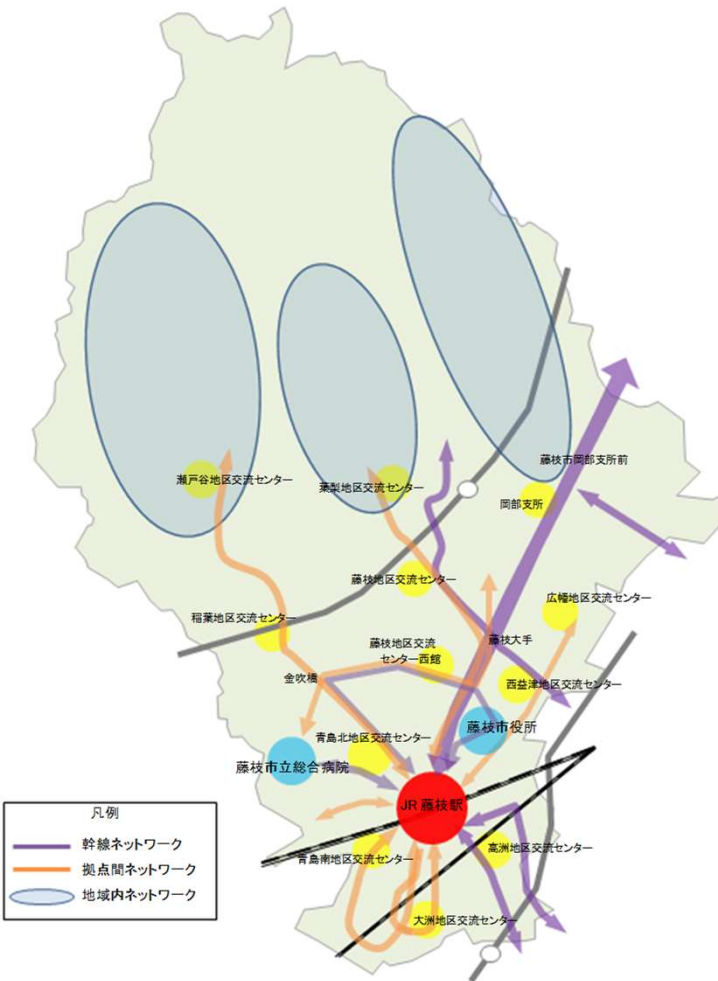 藤枝市岡部支所前
瀬戸谷地区交流センター
葉梨地区交流センター
岡部支所
藤枝地区交流センター
広幡地区交流センター
稲葉地区交流センター
藤枝地区交流
センター西館
藤枝大手
金吹橋
西益津地区交流センター
藤枝市役所
青島北地区交流センター
藤枝市立総合病院
JR 藤枝駅
凡例
幹線ネットワーク
拠点間ネットワーク
地域内ネットワーク
青島南地区交流センター
高洲地区交流センター
大洲地区交流センター